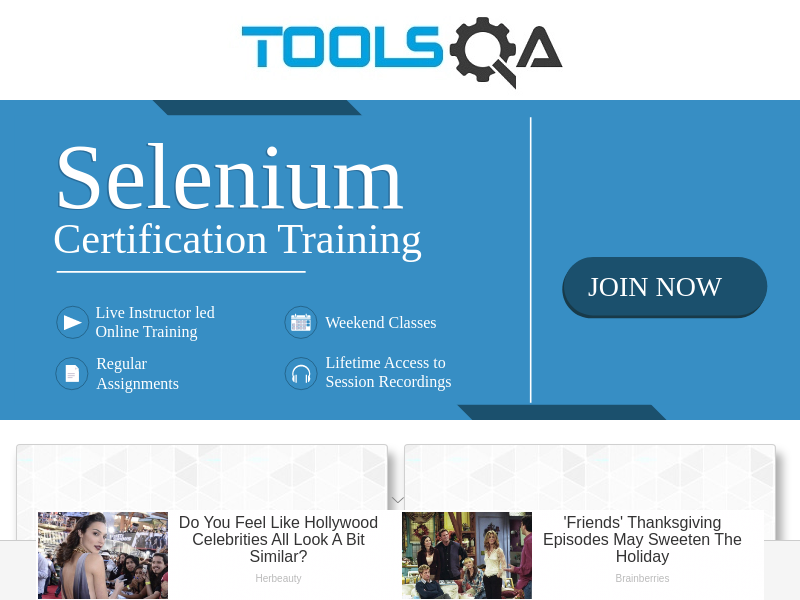 TOOLSQA
Selenium
Certification Training
JOIN NOW
Live Instructor led
Online Training
Weekend Classes
Regular
Assignments
Lifetime Access to
Session Recordings
Do You Feel Like Hollywood
Celebrities All Look A Bit
Similar?
Herbeauty
'Friends' Thanksgiving
Episodes May Sweeten The
Holiday
Brainberries